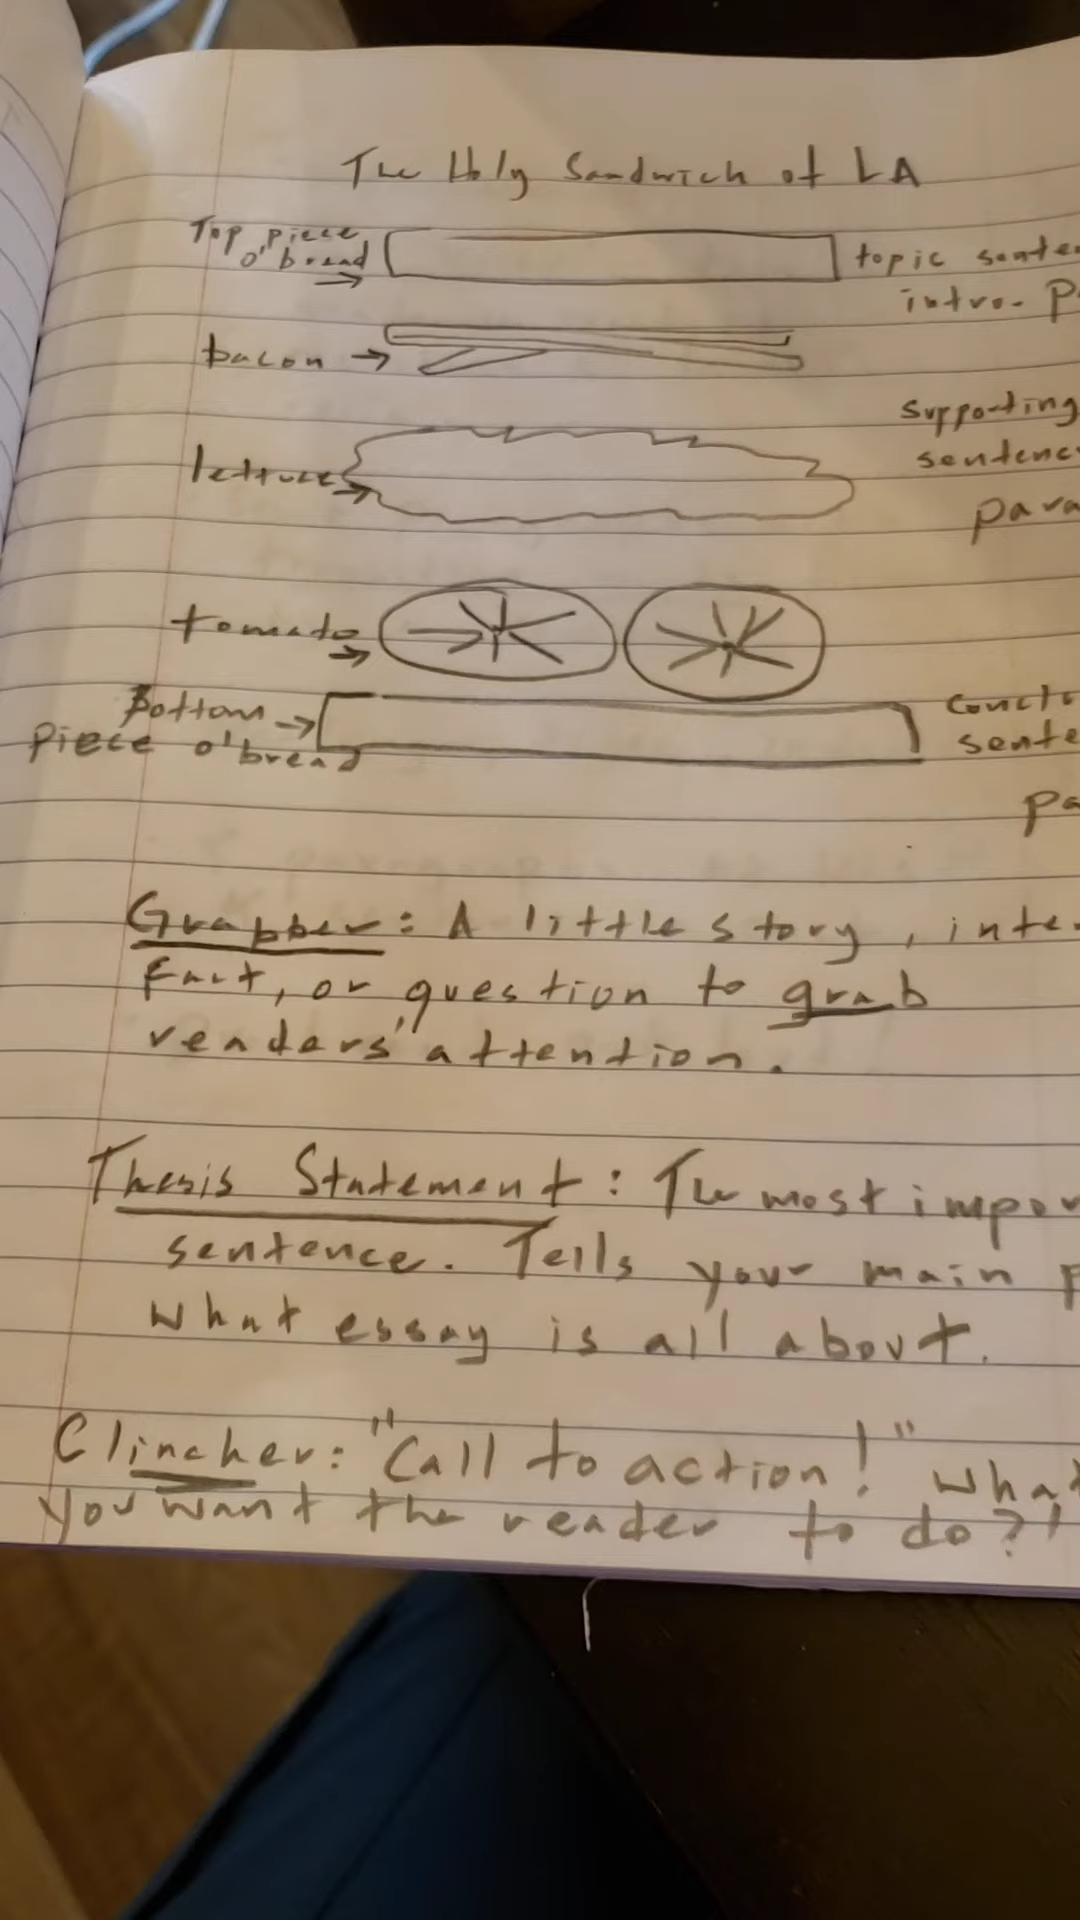 The Holy Sandwich of LA
Top piece
o' bread
topic sente
intro. P
bacon
supporting
sentenc
lettuce
para
tomato
Bottom
piece o' bread
Conclu
sente
pa
Grabber: A little story, inte
fact, or question to grab
readers' attention.
Thesis Statement: The most impor
sentence. Tells your main p
what essay is all about.
Clincher: "Call to action!" What
you want the reader to do?!